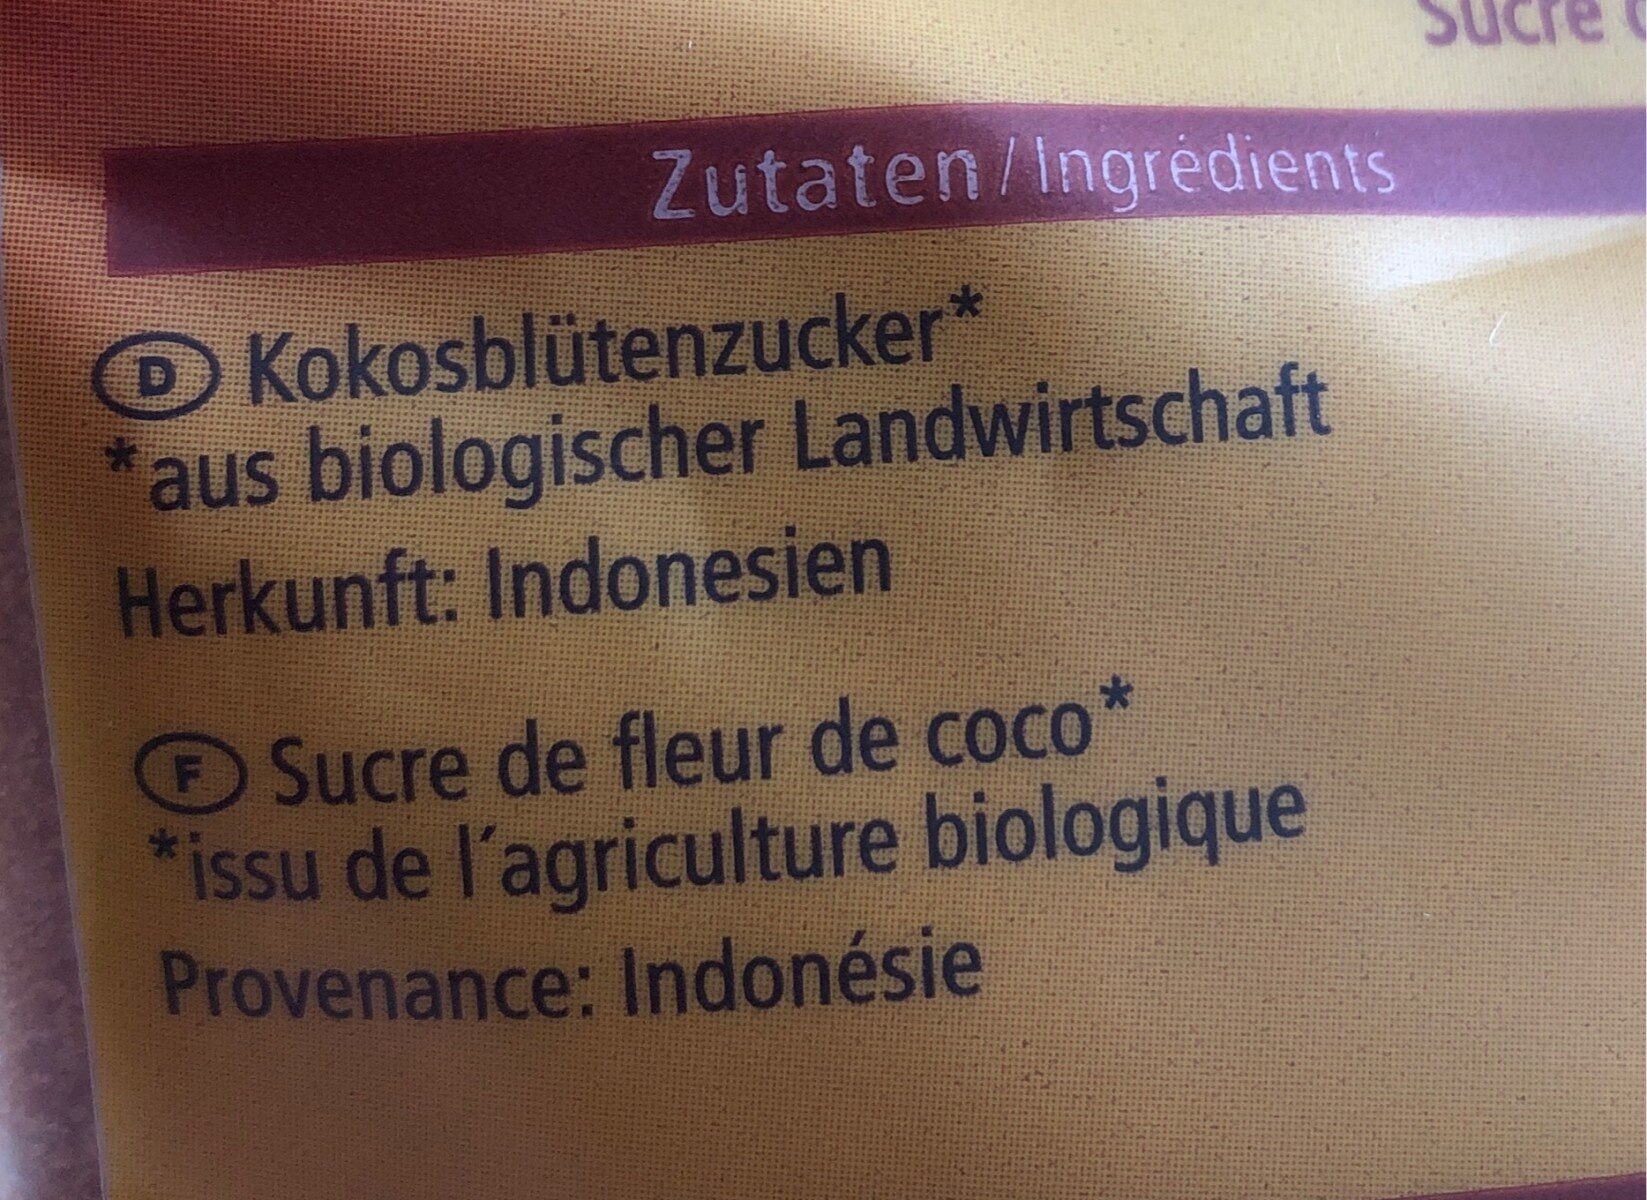 Sucre
Zutaten / Ingrédients
D Kokosblütenzucker*
*aus biologischer Landwirtschaft
Herkunft: Indonesien
F Sucre de fleur de coco*
*issu de l´agriculture biologique
Provenance: Indonésie